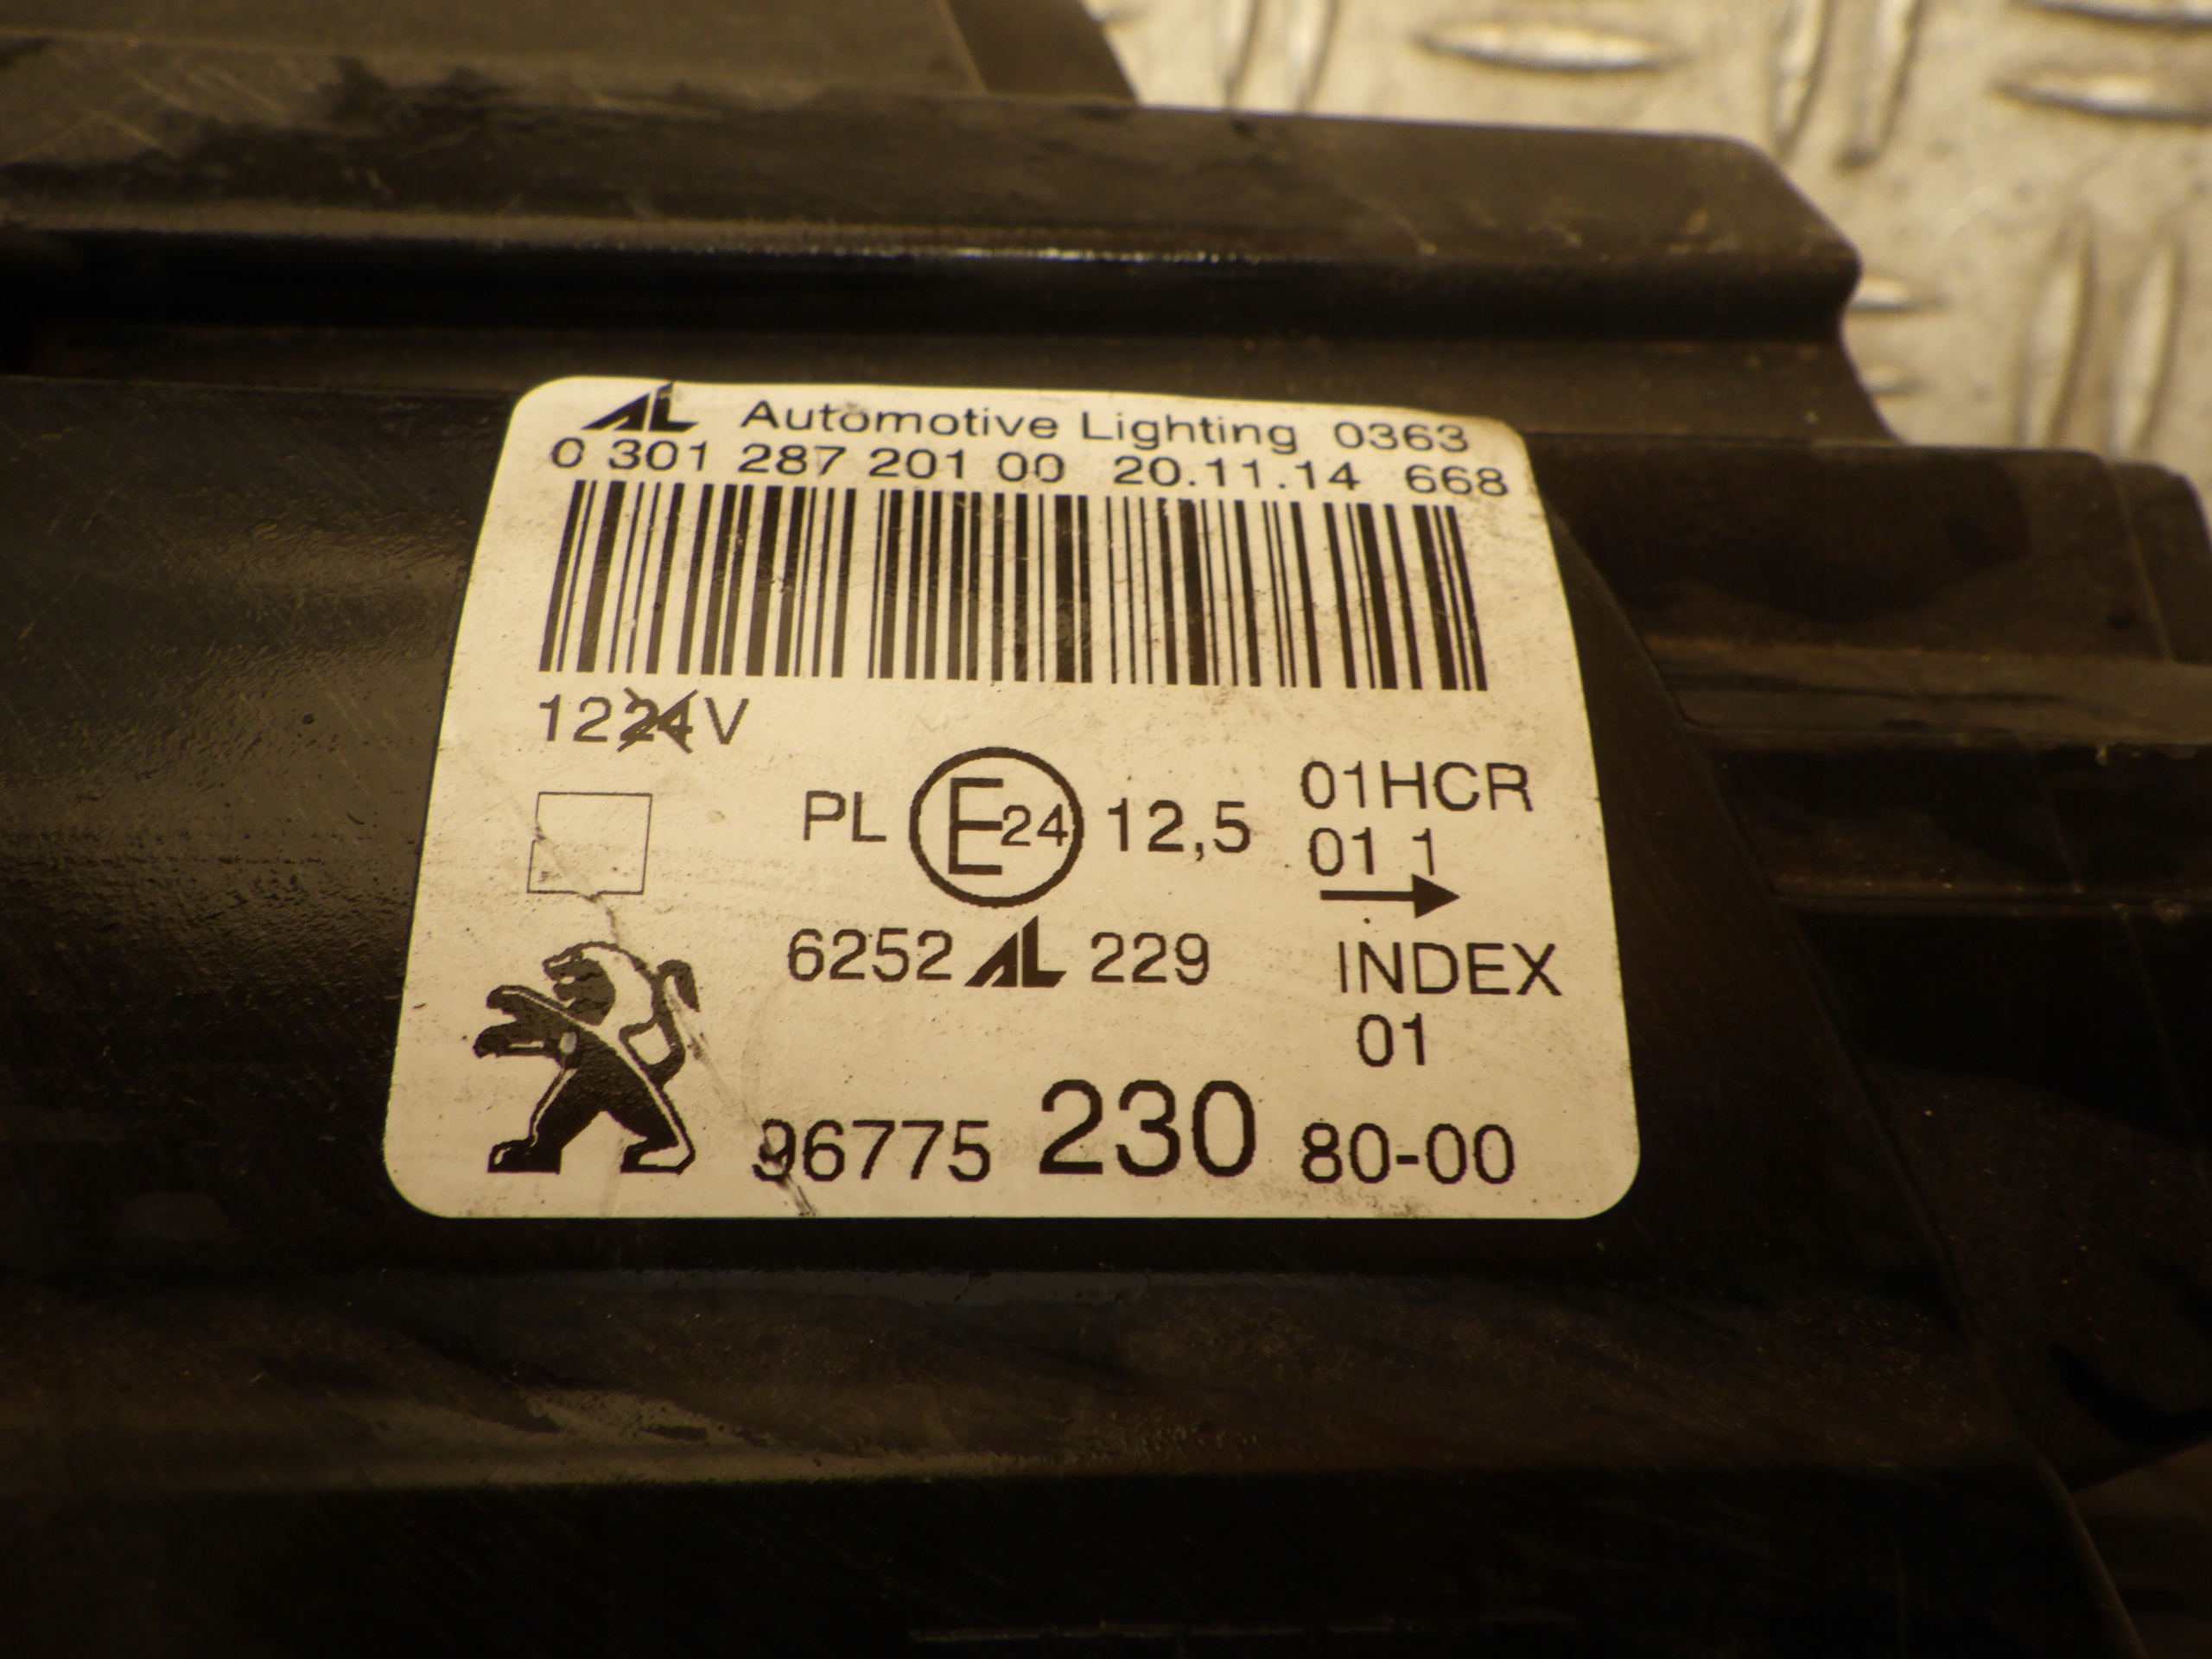 AL Automotive Lighting 0363
0 301 287 201 00 20.11.14 668
1224V
PL E24 12,5 01HCR
01 1
6252 AL 229 INDEX
01
96775 230 80-00